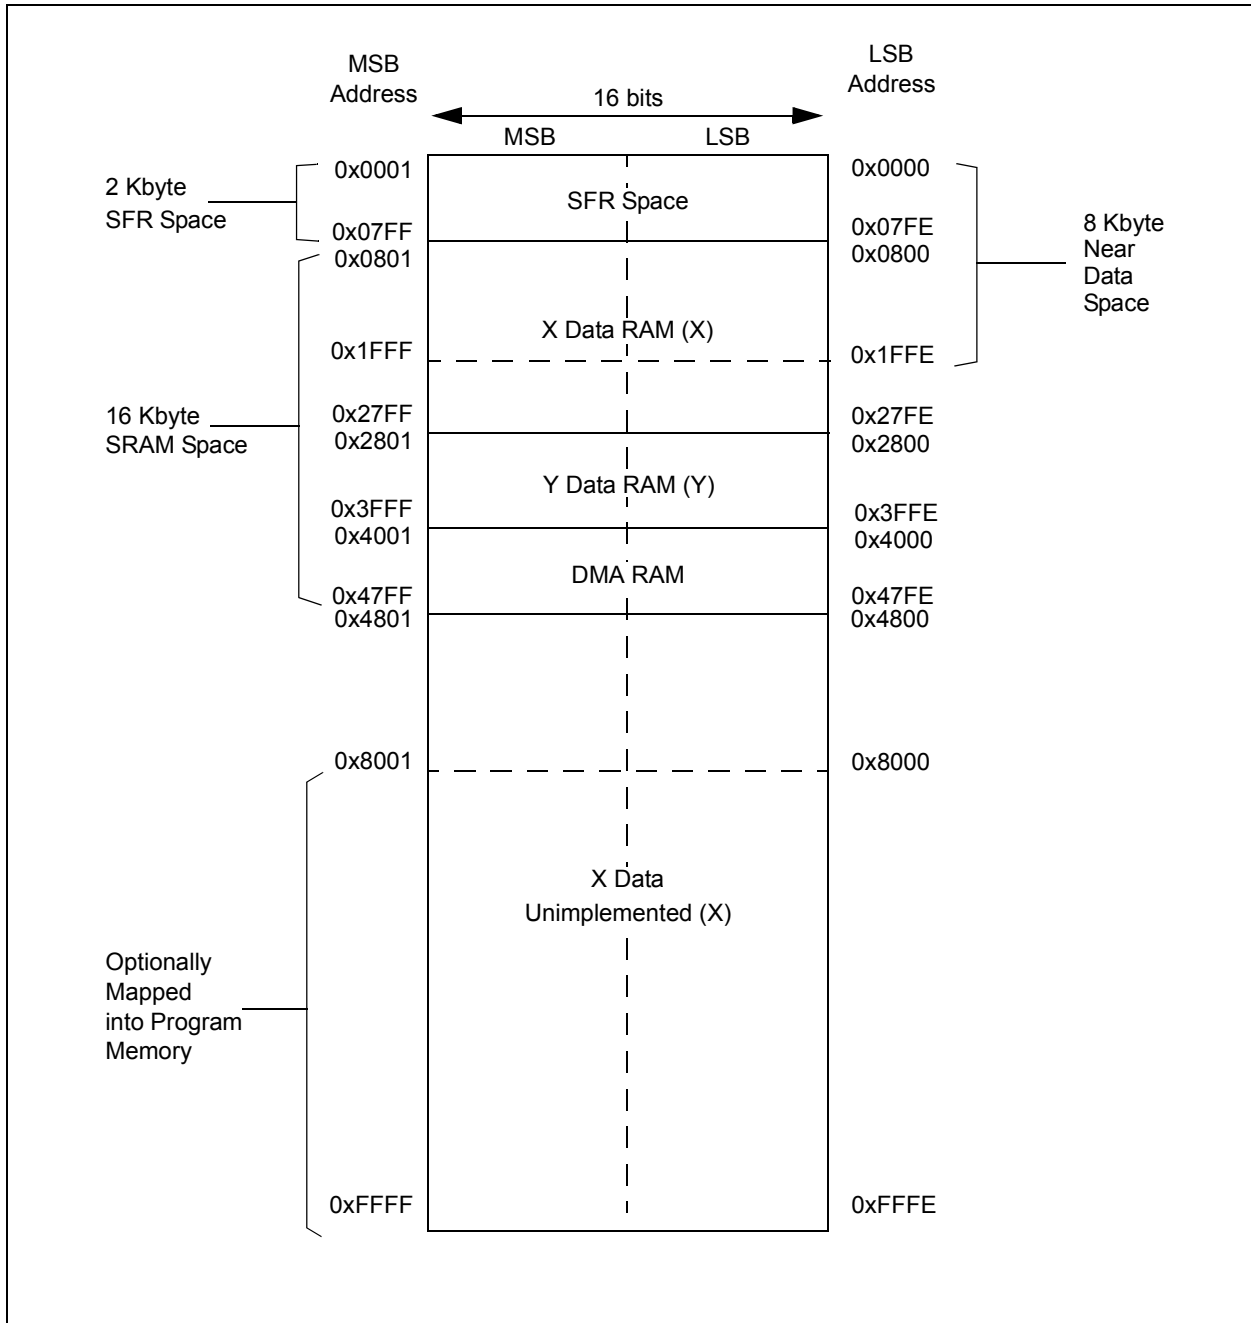 MSB
Address
LSB
Address
16 bits
MSB
LSB
0x0001
0x0000
2 Kbyte
SFR Space
SFR Space
0x07FF
0x07FE
0x0801
0x0800
8 Kbyte
Near
Data
Space
X Data RAM (X)
0x1FFF
0x1FFE
16 Kbyte
SRAM Space
0x27FF
0x27FE
0x2801
0x2800
Y Data RAM (Y)
0x3FFF
0x3FFE
0x4001
0x4000
DMA RAM
0x47FF
0x47FE
0x4801
0x4800
0x8001
0x8000
X Data
Unimplemented (X)
Optionally
Mapped
into Program
Memory
0xFFFF
0xFFFE